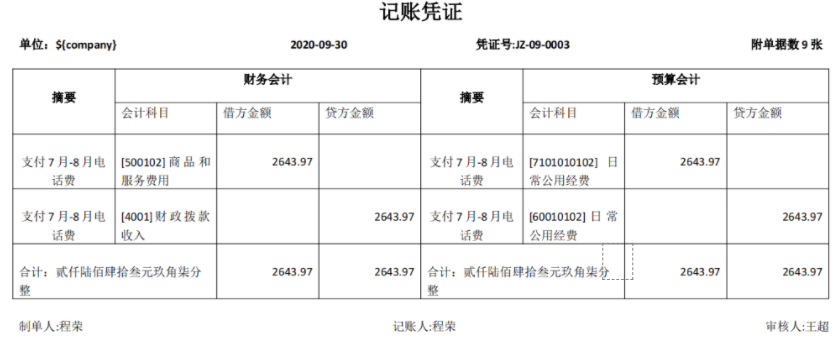 记账凭证
单位：${company} 2020-09-30 凭证号:JZ-09-0003 附单据数 9 张
摘要 财务会计 摘要 预算会计
会计科目 借方金额 贷方金额 会计科目 借方金额 贷方金额
支付 7 月-8 月电 [500102] 商 品 和 2643.97 支付 7 月-8 月电 [7101010102] 日 2643.97
话费 服务费用 话费 常公用经费
支付 7 月-8 月电 [4001] 财 政 拨 款 2643.97 支付 7 月-8 月电 [60010102] 日 常 2643.97
话费 收入 话费 公用经费
合计：贰仟陆佰肆拾叁元玖角柒分 2643.97 2643.97 合计：贰仟陆佰肆拾叁元玖角柒分 2643.97 2643.97
整 整
制单人:程荣 记账人:程荣 审核人:王超